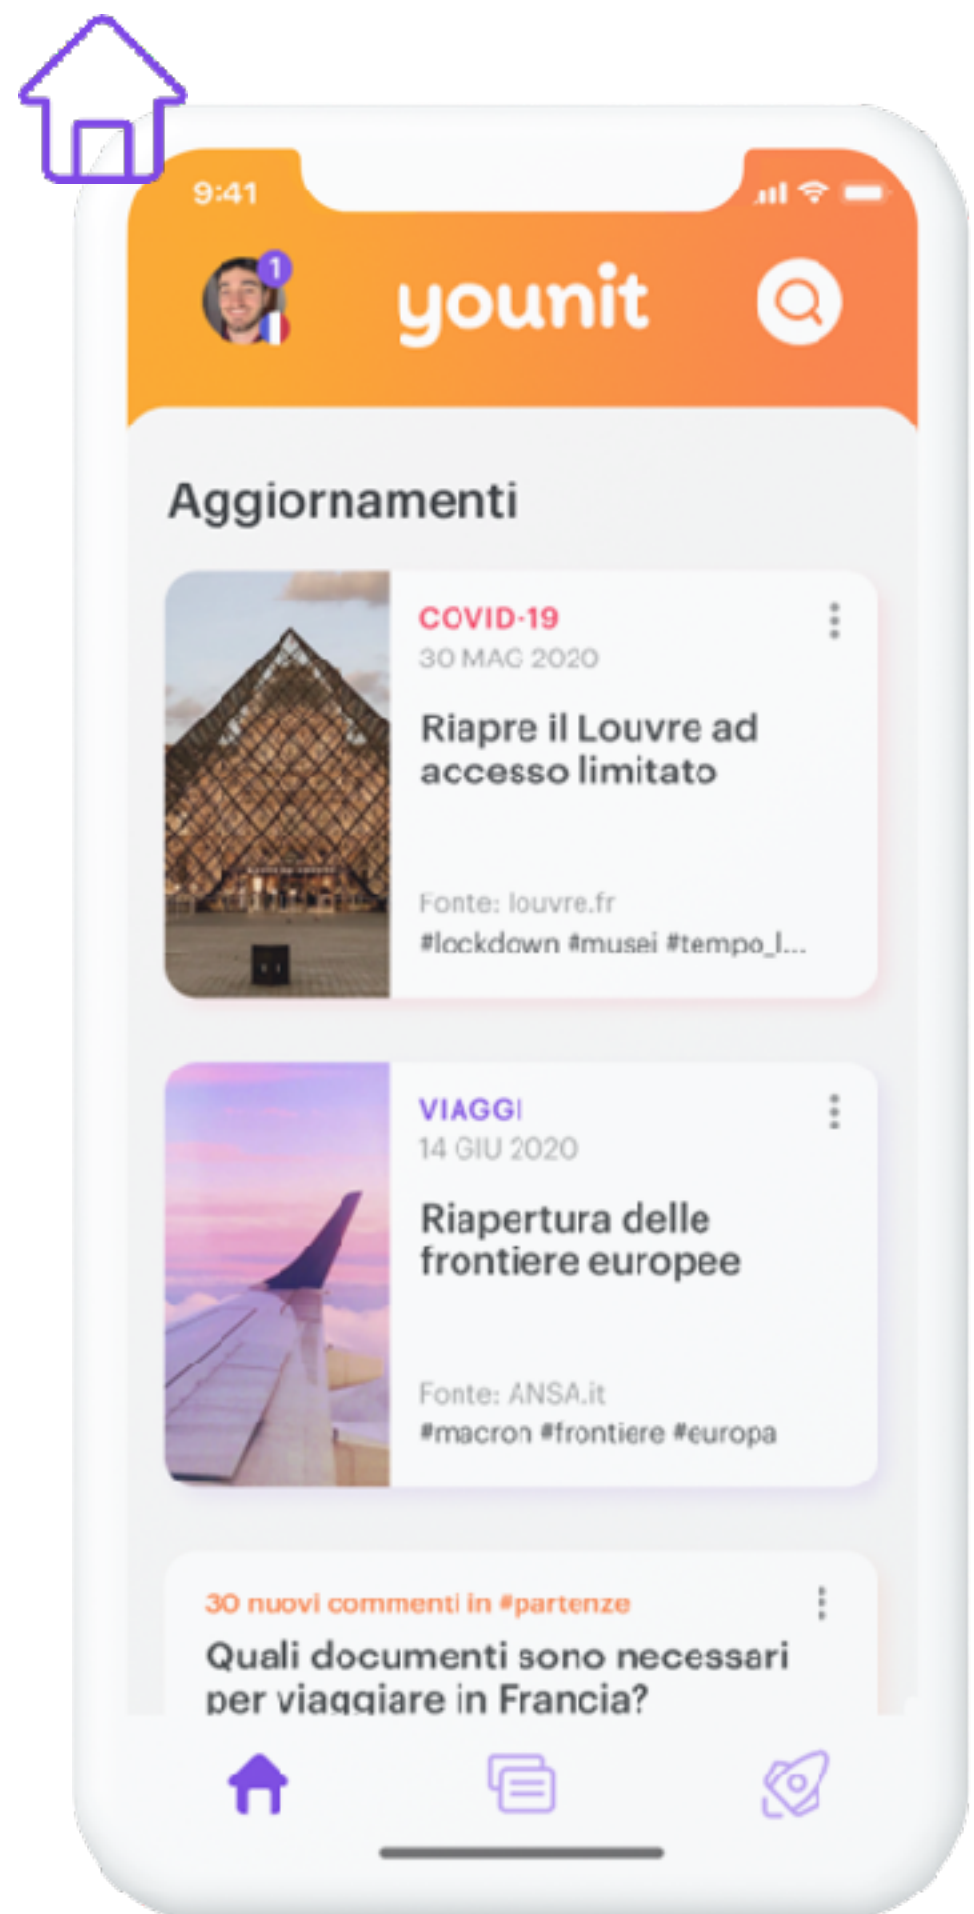 9:41
1
younit
Aggiornamenti
COVID-19
30 MAG 2020
Riapre il Louvre ad
accesso limitato
Fonte: louvre.fr
#lockdown #musei #tempo_l...
VIAGGI
14 GIU 2020
Riapertura delle
frontiere europee
Fonte: ANSA.it
#macron #frontiere #europa
30 nuovi commenti in #partenze
Quali documenti sono necessari
per viaggiare in Francia?